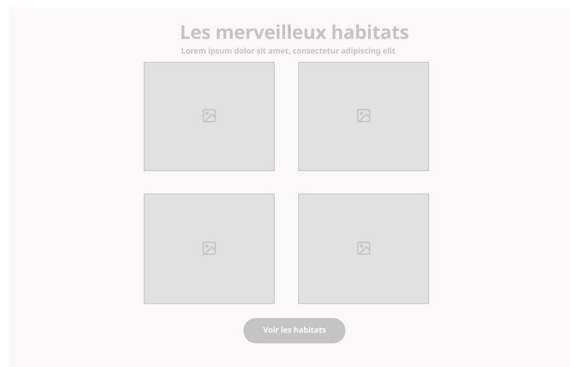 Les merveilleux habitats
Lorem ipsum dolor sit amet, consectetur adipiscing elit
Voir les habitats